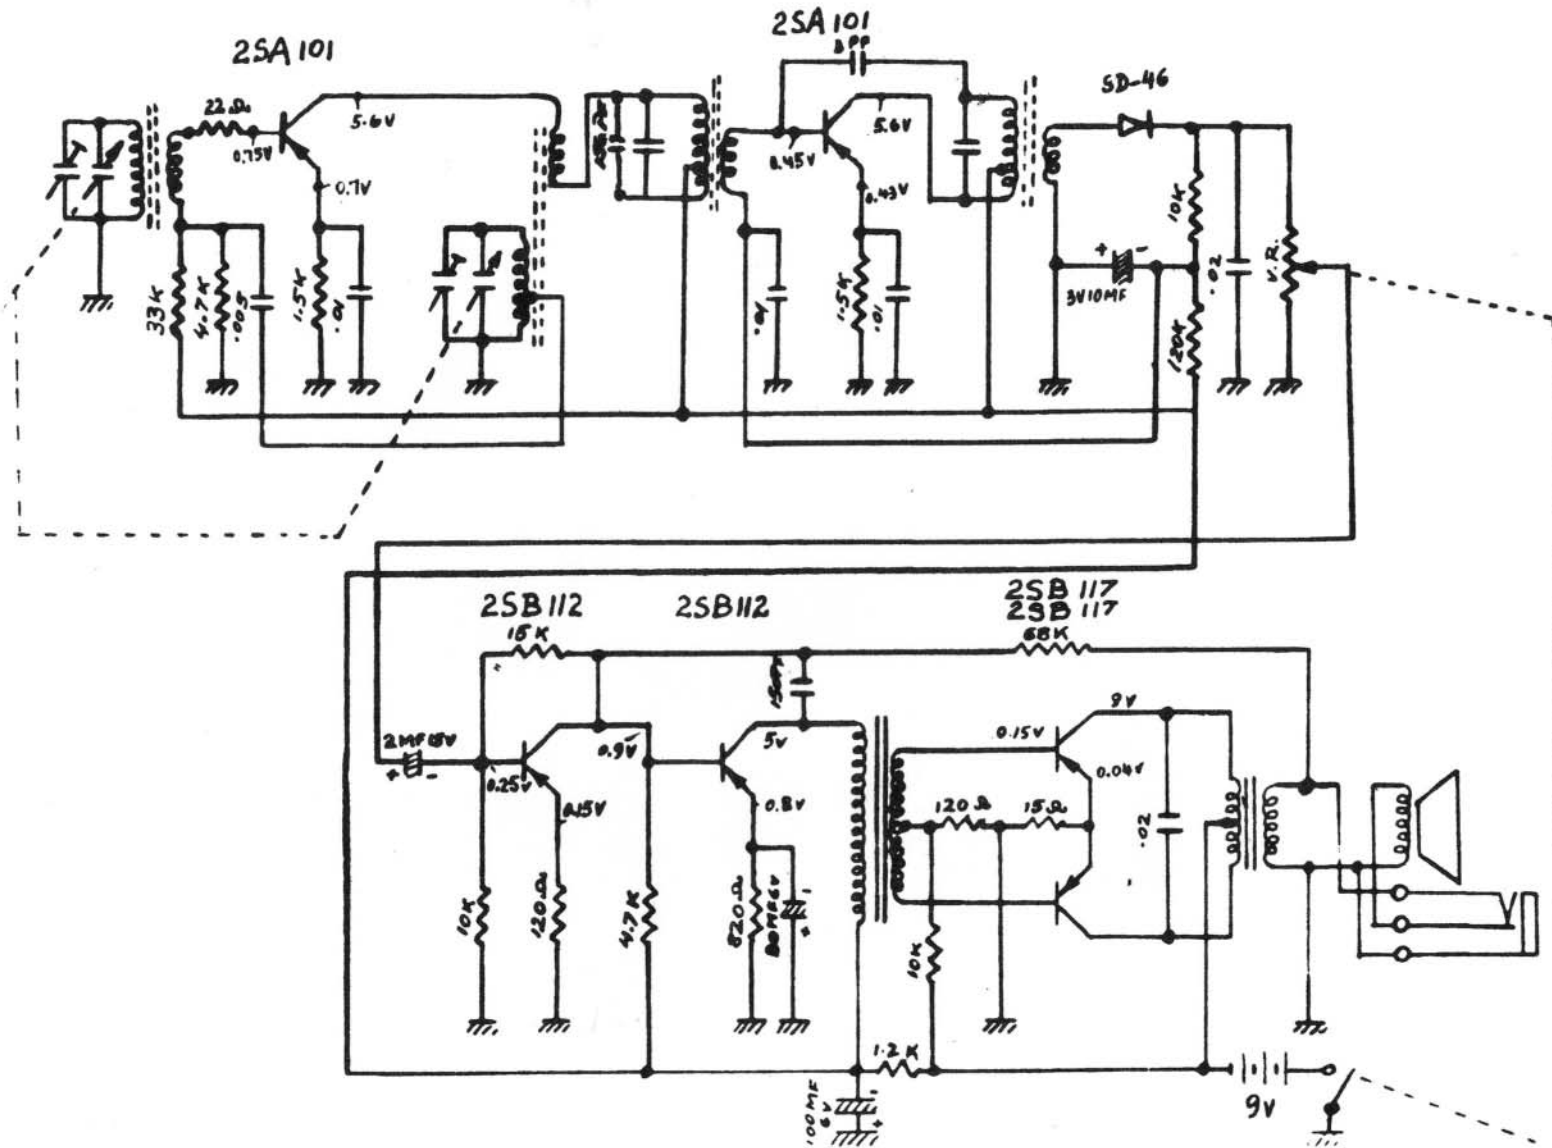 2SA101
2SA101
3PF
SD-46
22Ω
5.6V
0.75V
5.6V
0.45V
0.7V
0.43V
10K
33K
4.7K
.005
1.5K
.01
.01
1.5K
.01
+ -
3V10MF
120K
.02
V.R.
2SB112
2SB112
2SB117
2SB117
15K
68K
150PF
9V
2MF15V
+ -
0.9V
5V
0.15V
0.25V
0.15V
0.8V
0.04V
120Ω
15Ω
.02
10K
120Ω
4.7K
820Ω
10K
1.2K
100MF
6V
+
9V